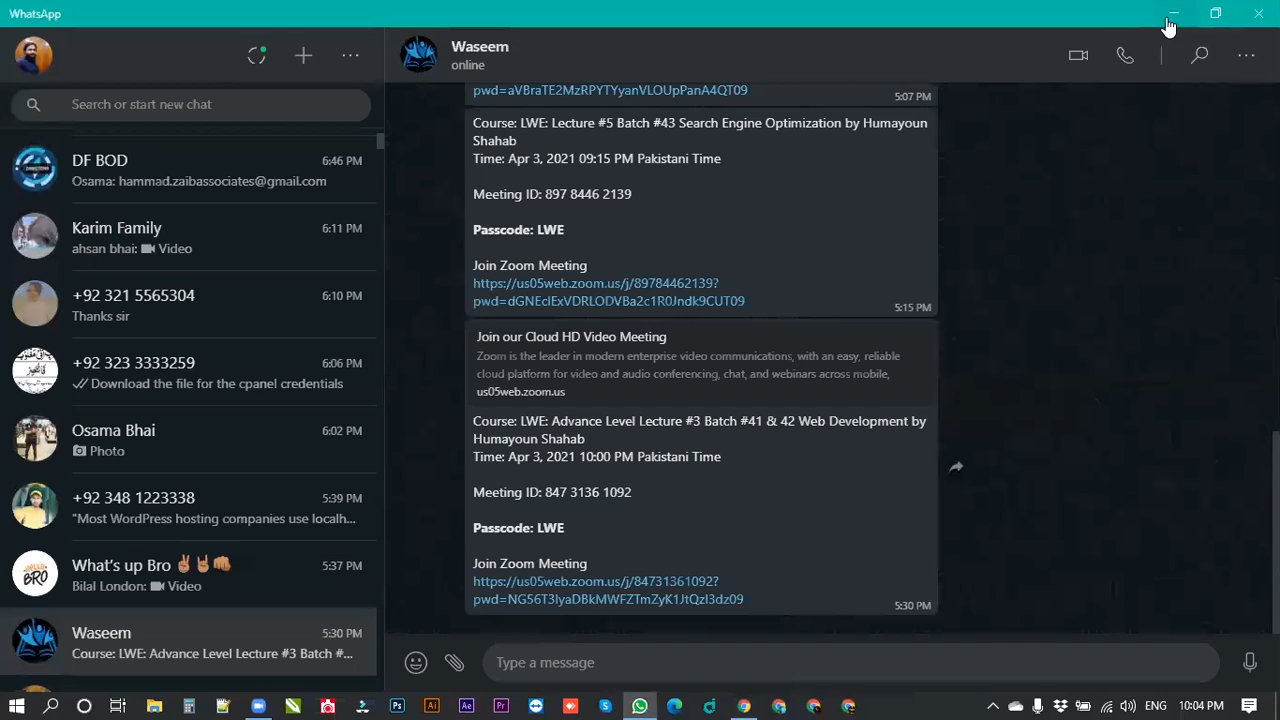 WhatsApp
Waseem
online
Search or start new chat
DF BOD 6:46 PM
Osama: hammad.zaibassociates@gmail.com
Karim Family 6:11 PM
ahsan bhai: Video
+92 321 5565304 6:10 PM
Thanks sir
+92 323 3333259 6:06 PM
Download the file for the cpanel credentials
Osama Bhai 6:02 PM
Photo
+92 348 1223338 5:39 PM
"Most WordPress hosting companies use localh...
What's up Bro ✌🏽🤘🏽👊🏽 5:37 PM
Bilal London: Video
Waseem 5:30 PM
Course: LWE: Advance Level Lecture #3 Batch #...
pwd=aVBraTE2MzRPYTYyanVLOUpPanA4QT09
5:07 PM
Course: LWE: Lecture #5 Batch #43 Search Engine Optimization by Humayoun
Shahab
Time: Apr 3, 2021 09:15 PM Pakistani Time
Meeting ID: 897 8446 2139
Passcode: LWE
Join Zoom Meeting
https://us05web.zoom.us/j/89784462139?
pwd=dGNEclExVDRLODVBa2c1R0Jndk9CUT09
5:15 PM
Join our Cloud HD Video Meeting
Zoom is the leader in modern enterprise video communications, with an easy, reliable
cloud platform for video and audio conferencing, chat, and webinars across mobile,
us05web.zoom.us
Course: LWE: Advance Level Lecture #3 Batch #41 & 42 Web Development by
Humayoun Shahab
Time: Apr 3, 2021 10:00 PM Pakistani Time
Meeting ID: 847 3136 1092
Passcode: LWE
Join Zoom Meeting
https://us05web.zoom.us/j/84731361092?
pwd=NG56T3IyaDBkMWFZTmZyK1JtQzI3dz09
5:30 PM
Type a message
Ps Ai Ae Pr
ENG 10:04 PM